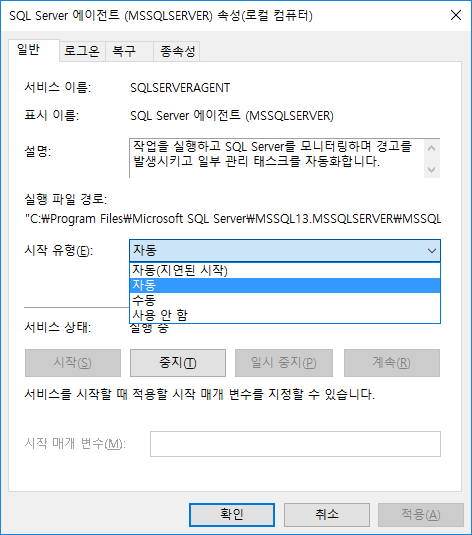 SQL Server 에이전트 (MSSQLSERVER) 속성(로컬 컴퓨터)
일반 로그온 복구 종속성
서비스 이름: SQLSERVERAGENT
표시 이름: SQL Server 에이전트 (MSSQLSERVER)
설명: 작업을 실행하고 SQL Server를 모니터링하며 경고를
발생시키고 일부 관리 태스크를 자동화합니다.
실행 파일 경로:
"C:₩Program Files₩Microsoft SQL Server₩MSSQL13.MSSQLSERVER₩MSSQL
시작 유형(E): 자동
자동(지연된 시작)
자동
수동
사용 안 함
서비스 상태: 실행 중
시작(S) 중지(T) 일시 중지(P) 계속(R)
서비스를 시작할 때 적용할 시작 매개 변수를 지정할 수 있습니다.
시작 매개 변수(M):
확인 취소 적용(A)